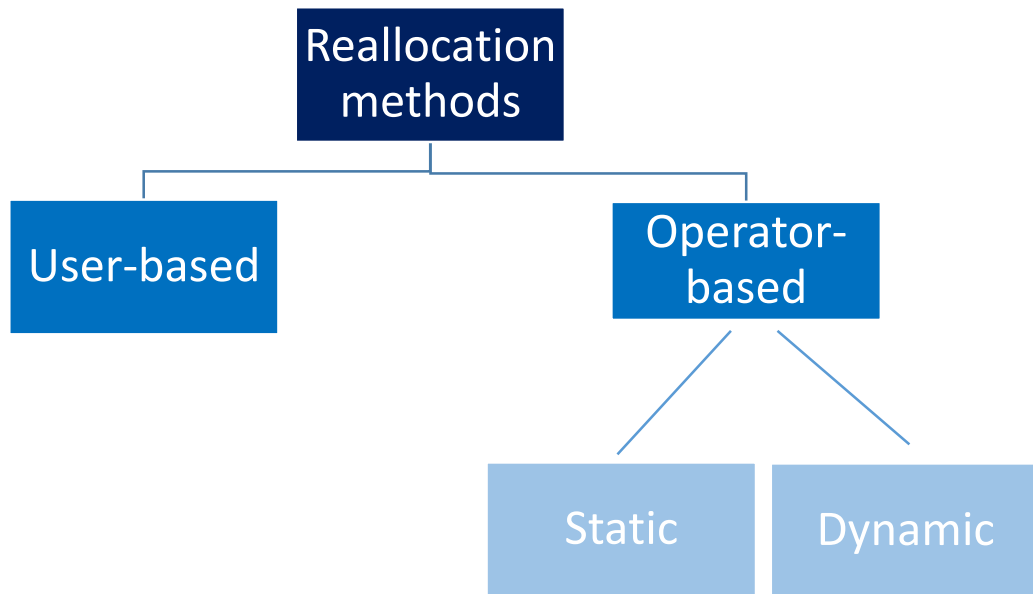 Reallocation
methods
User-based
Operator-
based
Static
Dynamic